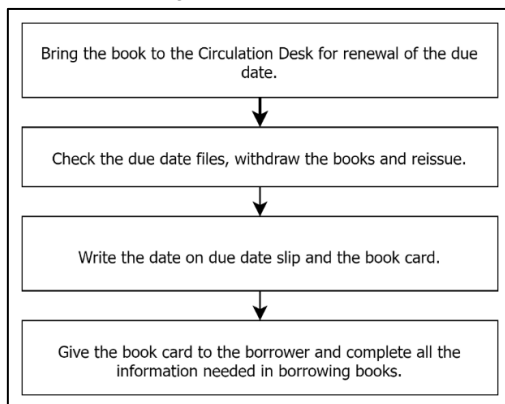 Bring the book to the Circulation Desk for renewal of the due
date.
Check the due date files, withdraw the books and reissue.
Write the date on due date slip and the book card.
Give the book card to the borrower and complete all the
information needed in borrowing books.